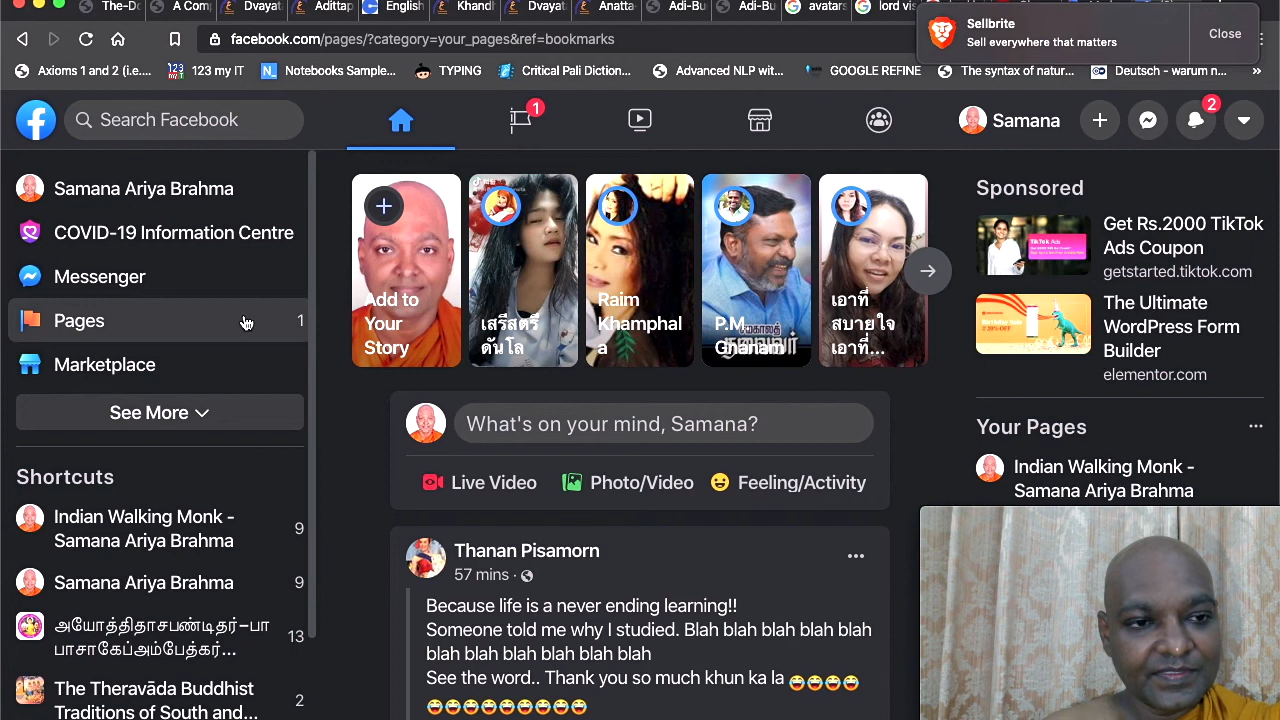 The-Do
A Comp
Dvayat
Adittap
English
Khandh
Dvayat
Anatta-
Adi-Bu
Adi-Bu
avatars
lord vis
Sellbrite
Sell everywhere that matters
Close
facebook.com/pages/?category=your_pages&ref=bookmarks
Axioms 1 and 2 (i.e....
123 my IT
Notebooks Sample...
TYPING
Critical Pali Diction...
Advanced NLP wit...
GOOGLE REFINE
The syntax of natur...
Deutsch - warum n...
Search Facebook
1
Samana
2
Samana Ariya Brahma
COVID-19 Information Centre
Messenger
Pages
1
Marketplace
See More
Shortcuts
Indian Walking Monk -
Samana Ariya Brahma
9
Samana Ariya Brahma
9
அயோத்திதாசபண்டிதர்–பா
பாசாகேப்அம்பேத்கர்...
13
The Theravāda Buddhist
Traditions of South and...
2
Add to
Your
Story
เสรีสตรี
ดันโล
Raim
Khamphal
a
P.M
Gnanam
เอาที่
สบายใจ
เอาที่...
What's on your mind, Samana?
Live Video
Photo/Video
Feeling/Activity
Thanan Pisamorn
57 mins ·
Because life is a never ending learning!!
Someone told me why I studied. Blah blah blah blah blah
blah blah blah blah blah blah
See the word.. Thank you so much khun ka la 😂😂😂😂
😂😂😂😂😂😂😂😂😂
Sponsored
Get Rs.2000 TikTok
Ads Coupon
getstarted.tiktok.com
The Ultimate
WordPress Form
Builder
elementor.com
Your Pages
Indian Walking Monk -
Samana Ariya Brahma